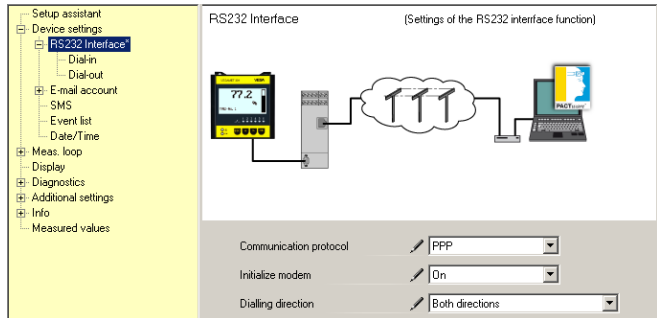 Setup assistant
Device settings
RS232 Interface*
Dial-in
Dial-out
E-mail account
SMS
Event list
Date/Time
Meas. loop
Display
Diagnostics
Additional settings
Info
Measured values
RS232 Interface
(Settings of the RS232 interrface function)
VEGA
77.2
%
PACTware
Communication protocol
PPP
Initialize modem
On
Dialling direction
Both directions